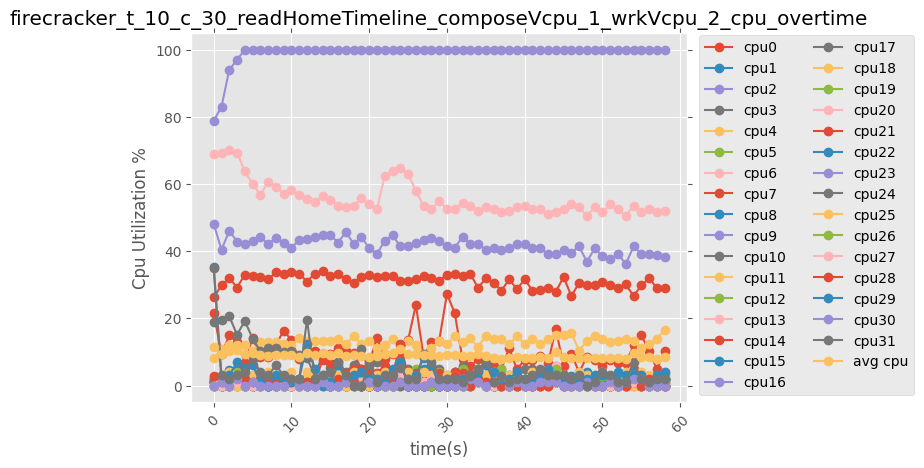 firecracker_t_10_c_30_readHomeTimeline_composeVcpu_1_wrkVcpu_2_cpu_overtime
100
80
60
40
20
0
Cpu Utilization %
0
10
20
30
40
50
60
time(s)
cpu0
cpu1
cpu2
cpu3
cpu4
cpu5
cpu6
cpu7
cpu8
cpu9
cpu10
cpu11
cpu12
cpu13
cpu14
cpu15
cpu16
cpu17
cpu18
cpu19
cpu20
cpu21
cpu22
cpu23
cpu24
cpu25
cpu26
cpu27
cpu28
cpu29
cpu30
cpu31
avg cpu